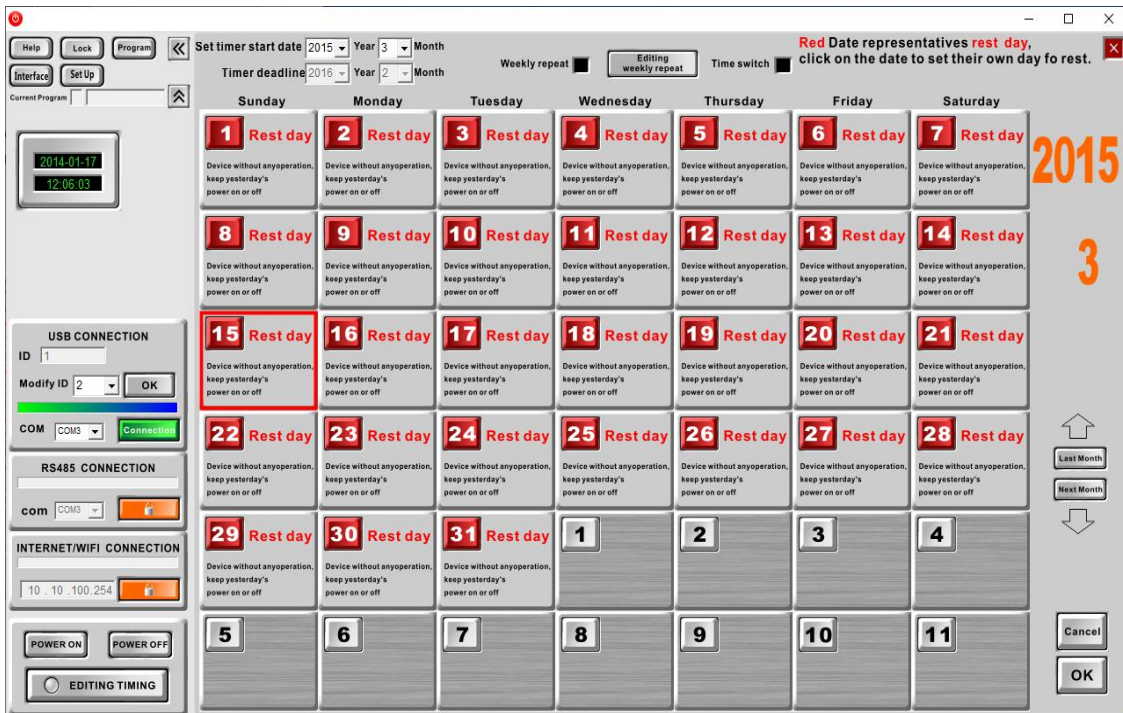 Help Lock Program
Interface Set Up
Current Program
2014-01-17
12:06:03
USB CONNECTION
ID 1
Modify ID 2 OK
COM COM3 Connection
RS485 CONNECTION
com COM3
INTERNET/WIFI CONNECTION
10 . 10 .100.254
POWER ON POWER OFF
EDITING TIMING
Set timer start date 2015 Year 3 Month
Timer deadline 2016 Year 2 Month
Weekly repeat
Editing
weekly repeat
Time switch
Red Date representatives rest day,
click on the date to set their own day fo rest.
Sunday Monday Tuesday Wednesday Thursday Friday Saturday
1 Rest day 2 Rest day 3 Rest day 4 Rest day 5 Rest day 6 Rest day 7 Rest day
Device without anyoperation, Device without anyoperation, Device without anyoperation, Device without anyoperation, Device without anyoperation, Device without anyoperation, Device without anyoperation,
keep yesterday's keep yesterday's keep yesterday's keep yesterday's keep yesterday's keep yesterday's keep yesterday's
power on or off power on or off power on or off power on or off power on or off power on or off power on or off
8 Rest day 9 Rest day 10 Rest day 11 Rest day 12 Rest day 13 Rest day 14 Rest day
Device without anyoperation, Device without anyoperation, Device without anyoperation, Device without anyoperation, Device without anyoperation, Device without anyoperation, Device without anyoperation,
keep yesterday's keep yesterday's keep yesterday's keep yesterday's keep yesterday's keep yesterday's keep yesterday's
power on or off power on or off power on or off power on or off power on or off power on or off power on or off
15 Rest day 16 Rest day 17 Rest day 18 Rest day 19 Rest day 20 Rest day 21 Rest day
Device without anyoperation, Device without anyoperation, Device without anyoperation, Device without anyoperation, Device without anyoperation, Device without anyoperation, Device without anyoperation,
keep yesterday's keep yesterday's keep yesterday's keep yesterday's keep yesterday's keep yesterday's keep yesterday's
power on or off power on or off power on or off power on or off power on or off power on or off power on or off
22 Rest day 23 Rest day 24 Rest day 25 Rest day 26 Rest day 27 Rest day 28 Rest day
Device without anyoperation, Device without anyoperation, Device without anyoperation, Device without anyoperation, Device without anyoperation, Device without anyoperation, Device without anyoperation,
keep yesterday's keep yesterday's keep yesterday's keep yesterday's keep yesterday's keep yesterday's keep yesterday's
power on or off power on or off power on or off power on or off power on or off power on or off power on or off
29 Rest day 30 Rest day 31 Rest day 1 2 3 4
Device without anyoperation, Device without anyoperation, Device without anyoperation,
keep yesterday's keep yesterday's keep yesterday's
power on or off power on or off power on or off
5 6 7 8 9 10 11
2015
3
Last Month
Next Month
Cancel
OK